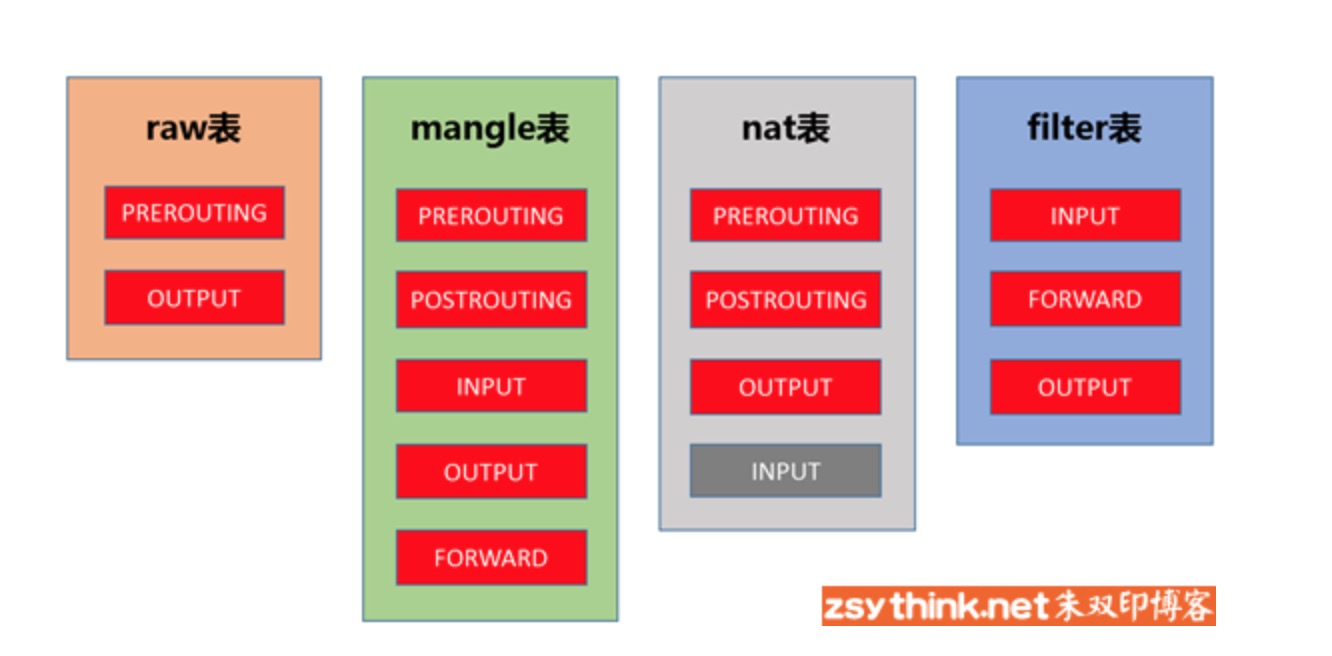 raw表
PREROUTING
OUTPUT
mangle表
PREROUTING
POSTROUTING
INPUT
OUTPUT
FORWARD
nat表
PREROUTING
POSTROUTING
OUTPUT
INPUT
filter表
INPUT
FORWARD
OUTPUT
zsythink.net朱双印博客